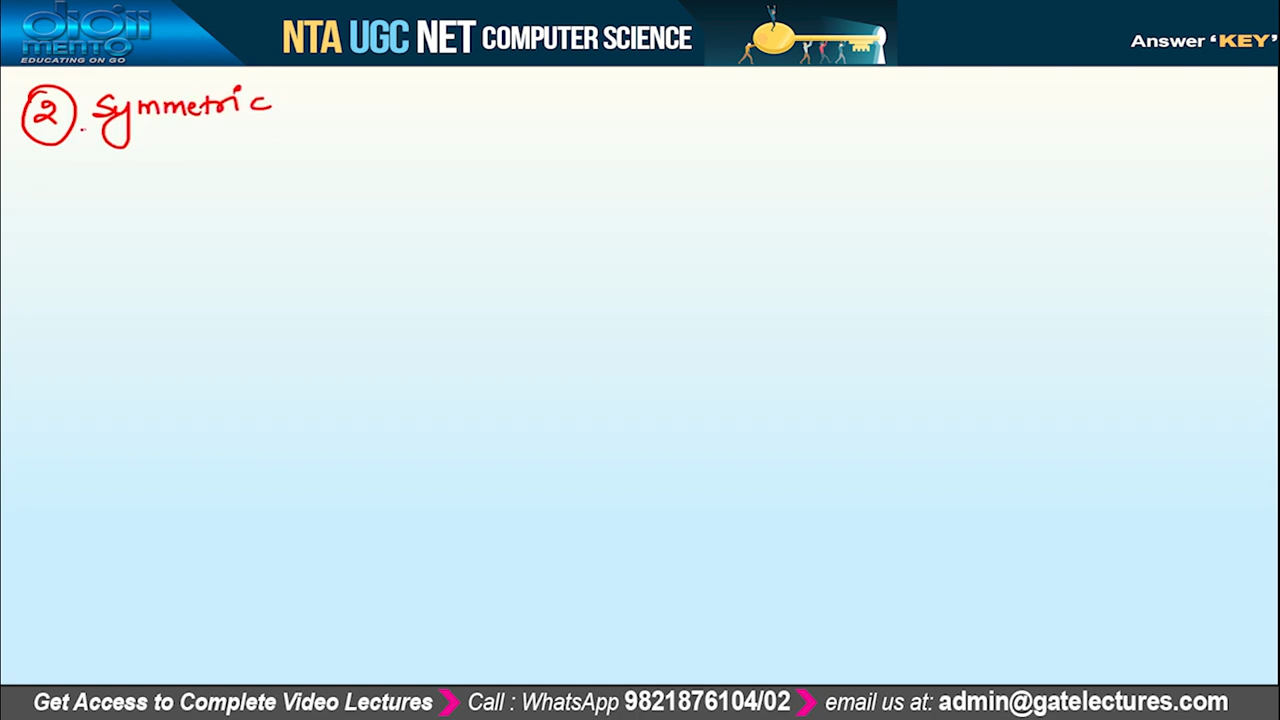 DIGIIMENTO
EDUCATING ON GO
NTA UGC NET COMPUTER SCIENCE
Answer ‘KEY’
2. Symmetric
Get Access to Complete Video Lectures Call : WhatsApp 9821876104/02 email us at: admin@gatelectures.com